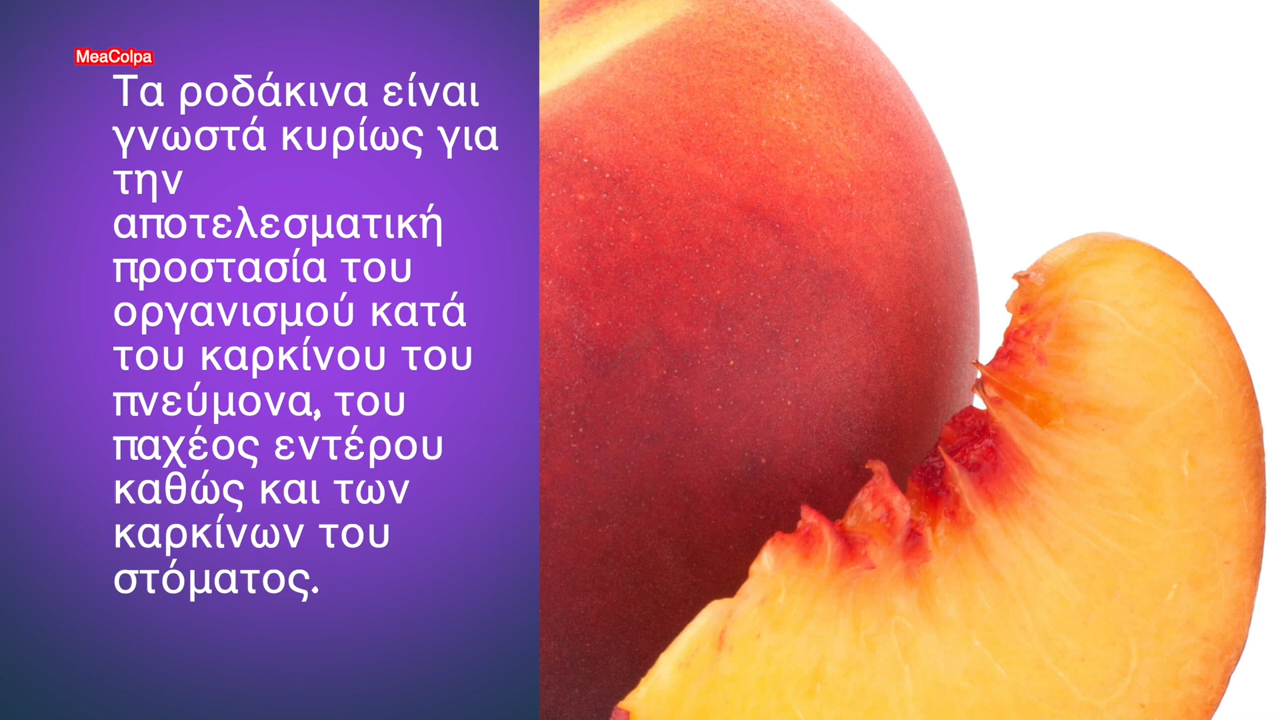 MeaColpa
Τα ροδάκινα είναι
γνωστά κυρίως για
την
αποτελεσματική
προστασία του
οργανισμού κατά
του καρκίνου του
πνεύμονα, του
παχέος εντέρου
καθώς και των
καρκίνων του
στόματος.